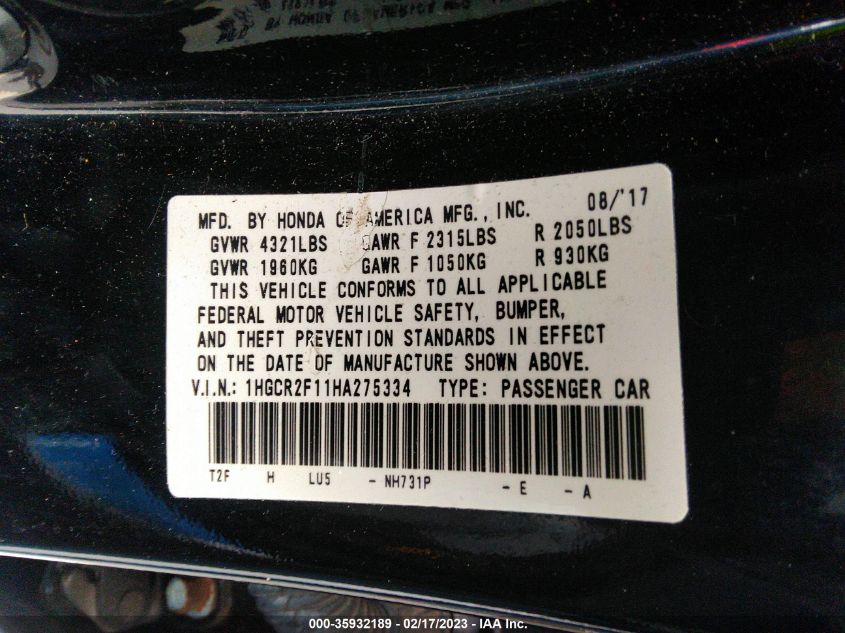 MFD. BY HONDA OF AMERICA MFG., INC. 08/'17
GVWR 4321LBS GAWR F 2315LBS R 2050LBS
GVWR 1960KG GAWR F 1050KG R 930KG
THIS VEHICLE CONFORMS TO ALL APPLICABLE
FEDERAL MOTOR VEHICLE SAFETY, BUMPER,
AND THEFT PREVENTION STANDARDS IN EFFECT
ON THE DATE OF MANUFACTURE SHOWN ABOVE.
V.I.N.: 1HGCR2F11HA275334 TYPE: PASSENGER CAR
T2F H LU5 - NH731P - E - A
000-35932189 - 02/17/2023 - IAA Inc.